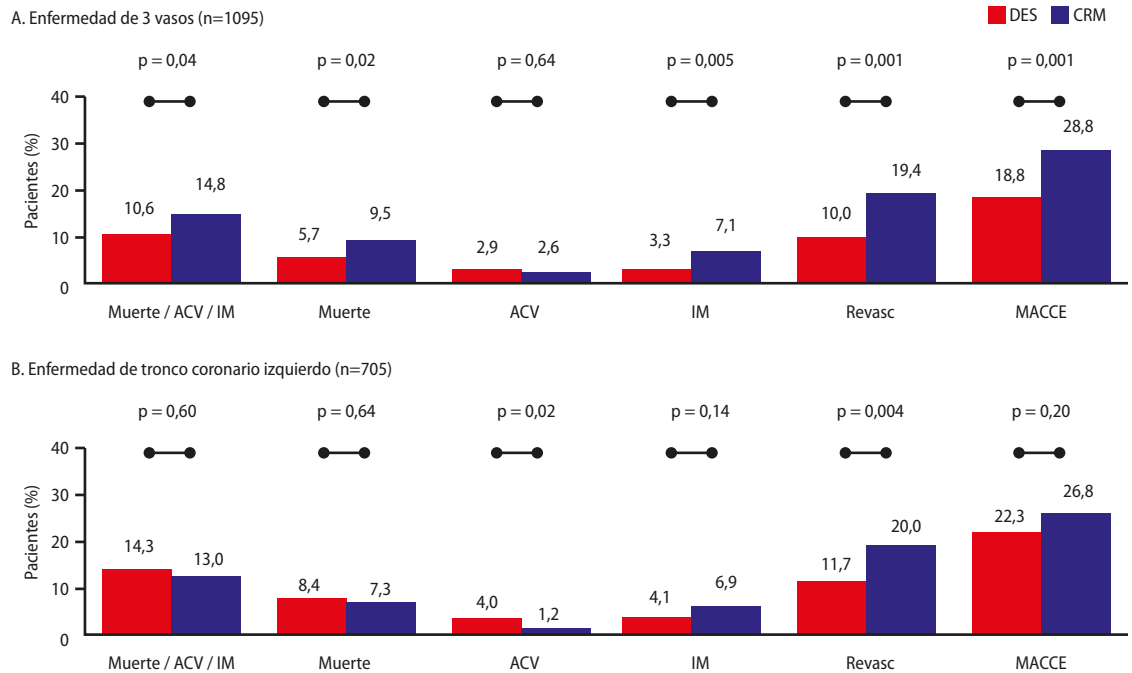 A. Enfermedad de 3 vasos (n=1095)
DES CRM
p = 0,04 p = 0,02 p = 0,64 p = 0,005 p = 0,001 p = 0,001
Pacientes (%)
40
30
20
10
0
10,6 14,8 5,7 9,5 2,9 2,6 3,3 7,1 10,0 19,4 18,8 28,8
Muerte / ACV / IM Muerte ACV IM Revasc MACCE
B. Enfermedad de tronco coronario izquierdo (n=705)
p = 0,60 p = 0,64 p = 0,02 p = 0,14 p = 0,004 p = 0,20
Pacientes (%)
40
30
20
10
0
14,3 13,0 8,4 7,3 4,0 1,2 4,1 6,9 11,7 20,0 22,3 26,8
Muerte / ACV / IM Muerte ACV IM Revasc MACCE